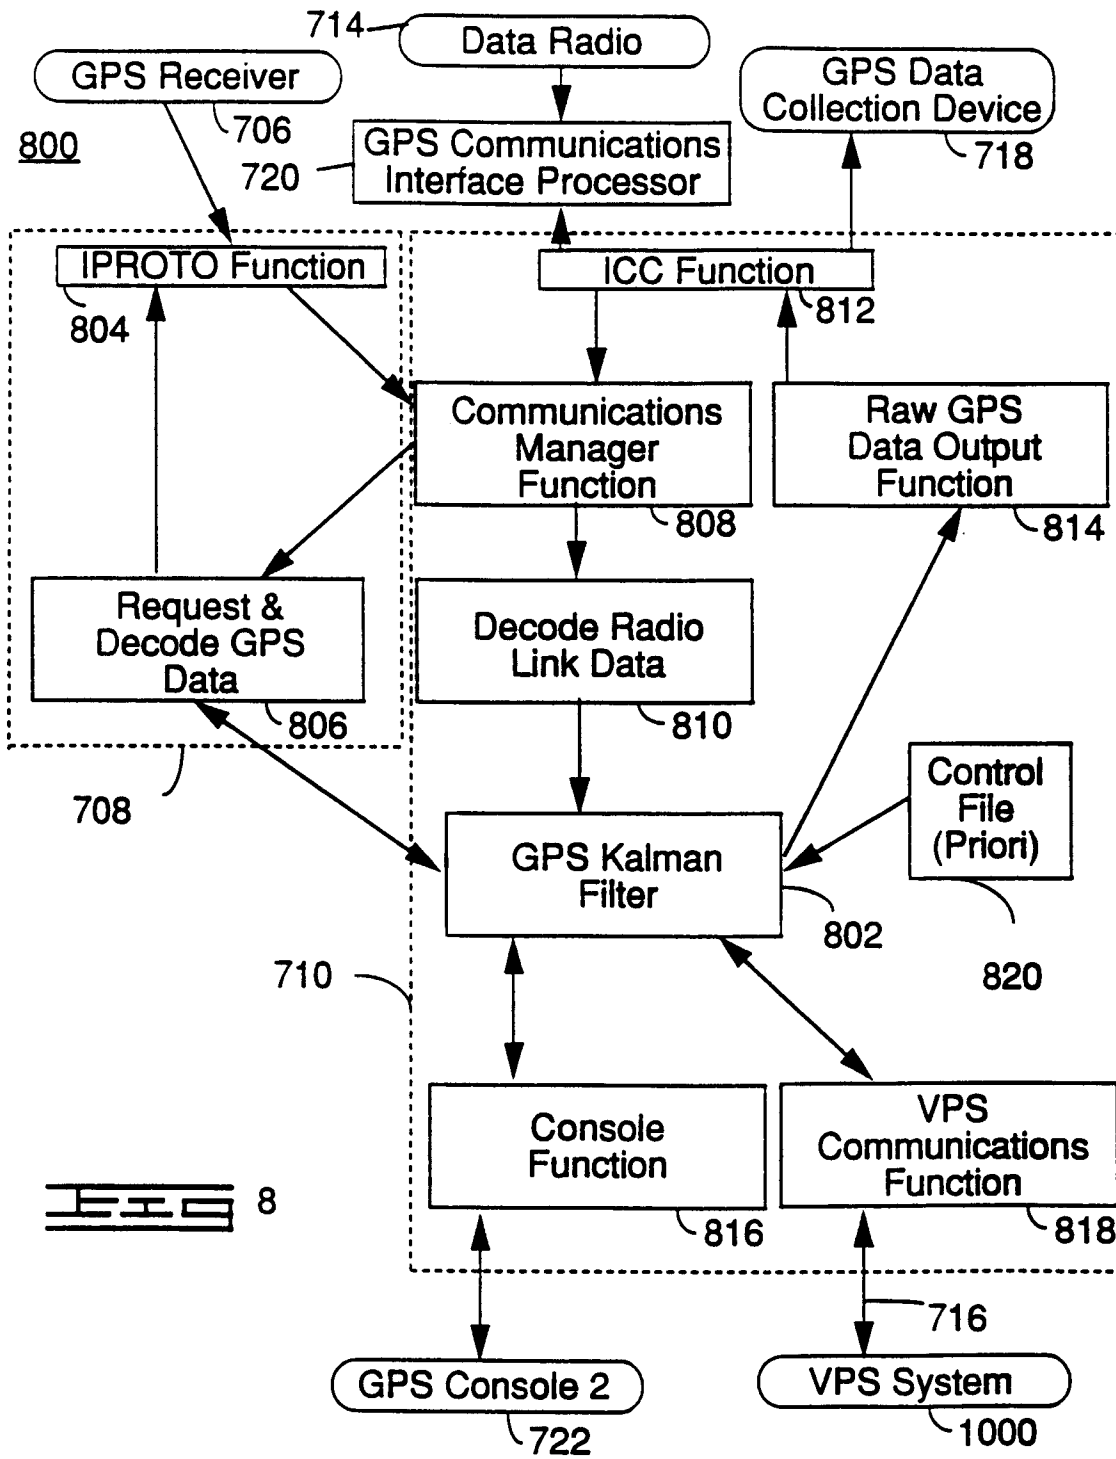 714
Data Radio
GPS Receiver
706
800
GPS Data
Collection Device
718
720
GPS Communications
Interface Processor
IPROTO Function
804
ICC Function
812
Communications
Manager
Function
808
Raw GPS
Data Output
Function
814
Request &
Decode GPS
Data
806
708
Decode Radio
Link Data
810
Control
File
(Priori)
820
GPS Kalman
Filter
802
710
Console
Function
816
VPS
Communications
Function
818
8
716
GPS Console 2
722
VPS System
1000